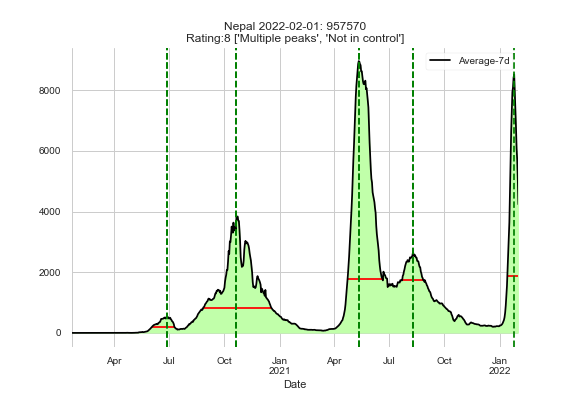 Nepal 2022-02-01: 957570
Rating:8 ['Multiple peaks', 'Not in control']
Average-7d
8000
6000
4000
2000
0
Apr Jul Oct Jan Apr Jul Oct Jan
2021 2022
Date